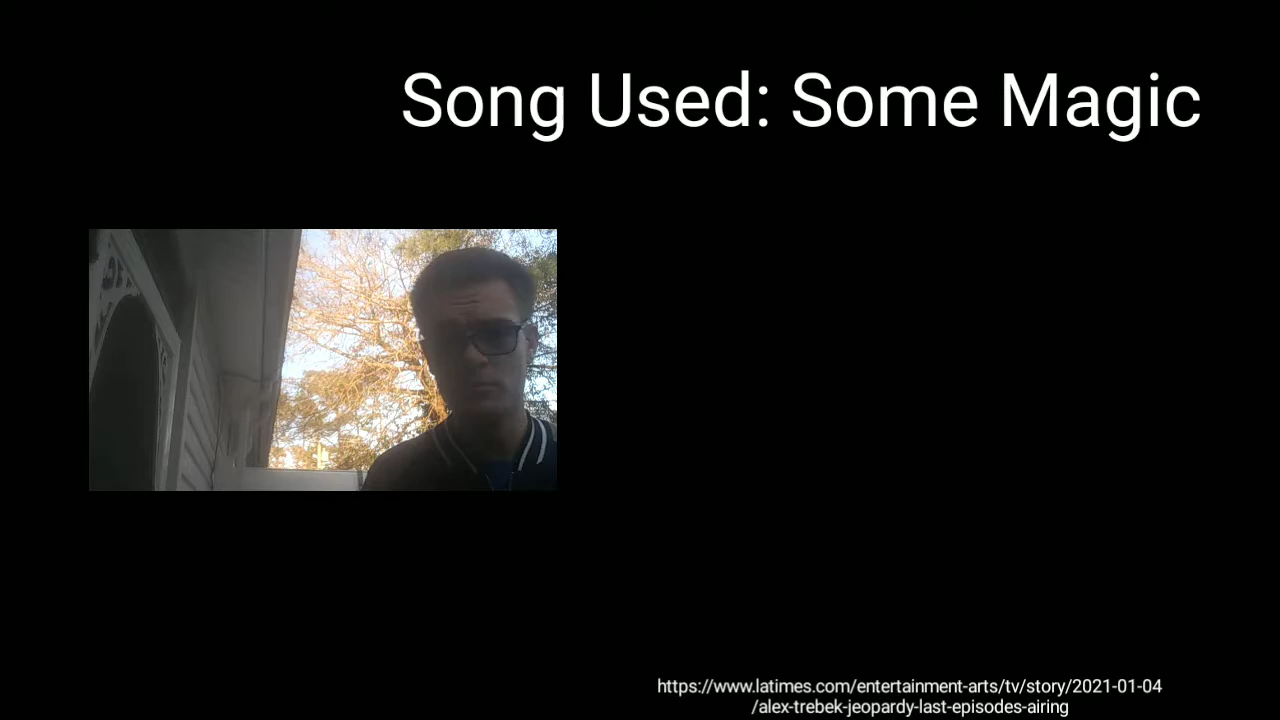 Song Used: Some Magic
https://www.latimes.com/entertainment-arts/tv/story/2021-01-04
/alex-trebek-jeopardy-last-episodes-airing